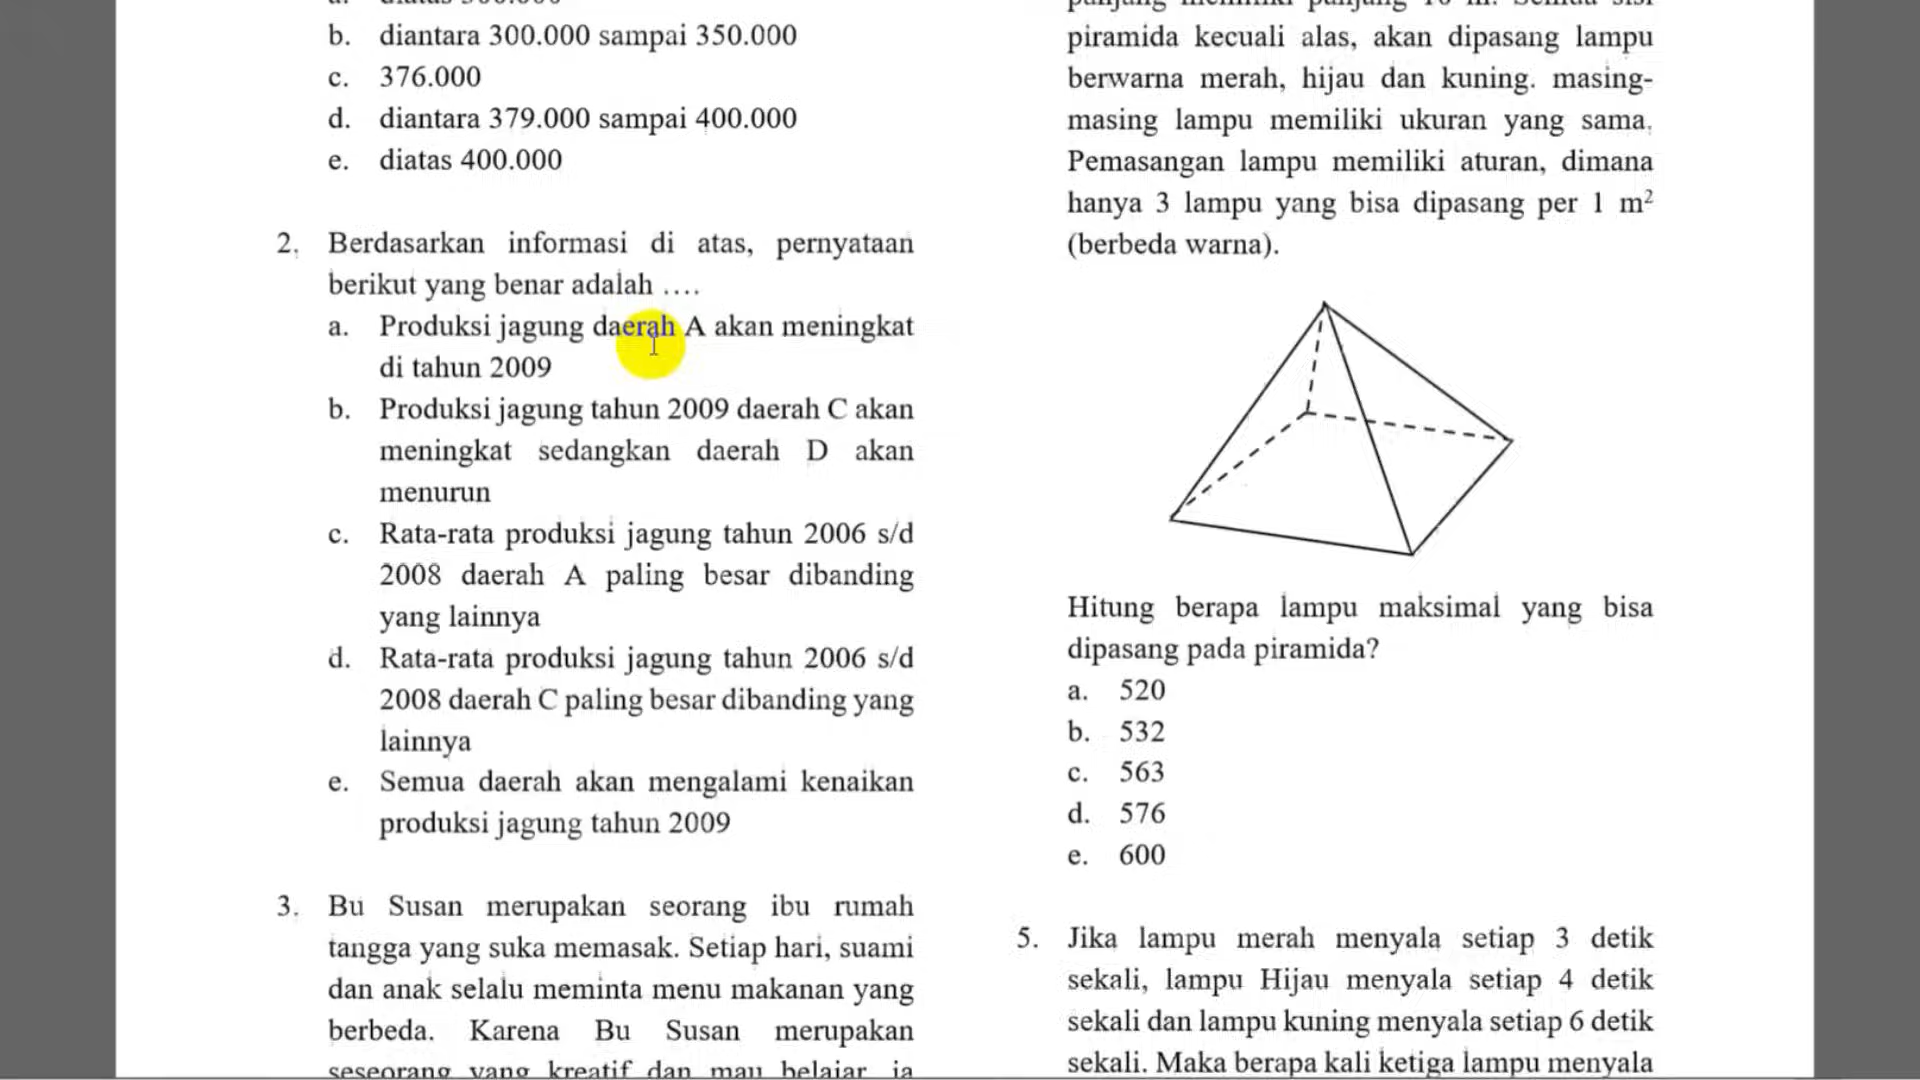 b. diantara 300.000 sampai 350.000
c. 376.000
d. diantara 379.000 sampai 400.000
e. diatas 400.000
2. Berdasarkan informasi di atas, pernyataan
berikut yang benar adalah ….
a. Produksi jagung daerah A akan meningkat
di tahun 2009
b. Produksi jagung tahun 2009 daerah C akan
meningkat sedangkan daerah D akan
menurun
c. Rata-rata produksi jagung tahun 2006 s/d
2008 daerah A paling besar dibanding
yang lainnya
d. Rata-rata produksi jagung tahun 2006 s/d
2008 daerah C paling besar dibanding yang
lainnya
e. Semua daerah akan mengalami kenaikan
produksi jagung tahun 2009
3. Bu Susan merupakan seorang ibu rumah
tangga yang suka memasak. Setiap hari, suami
dan anak selalu meminta menu makanan yang
berbeda. Karena Bu Susan merupakan
seseorang yang kreatif dan mau belajar ia
piramida kecuali alas, akan dipasang lampu
berwarna merah, hijau dan kuning. masing-
masing lampu memiliki ukuran yang sama.
Pemasangan lampu memiliki aturan, dimana
hanya 3 lampu yang bisa dipasang per 1 m²
(berbeda warna).
Hitung berapa lampu maksimal yang bisa
dipasang pada piramida?
a. 520
b. 532
c. 563
d. 576
e. 600
5. Jika lampu merah menyala setiap 3 detik
sekali, lampu Hijau menyala setiap 4 detik
sekali dan lampu kuning menyala setiap 6 detik
sekali. Maka berapa kali ketiga lampu menyala